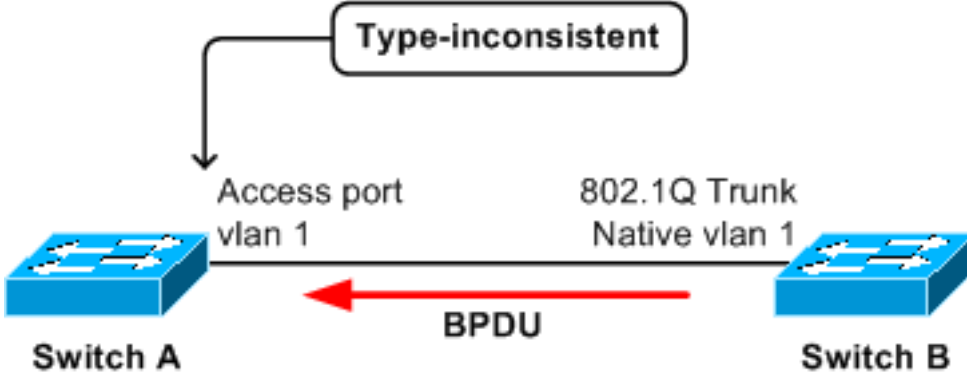 Type-inconsistent
Access port
vlan 1
802.1Q Trunk
Native vlan 1
BPDU
Switch A
Switch B